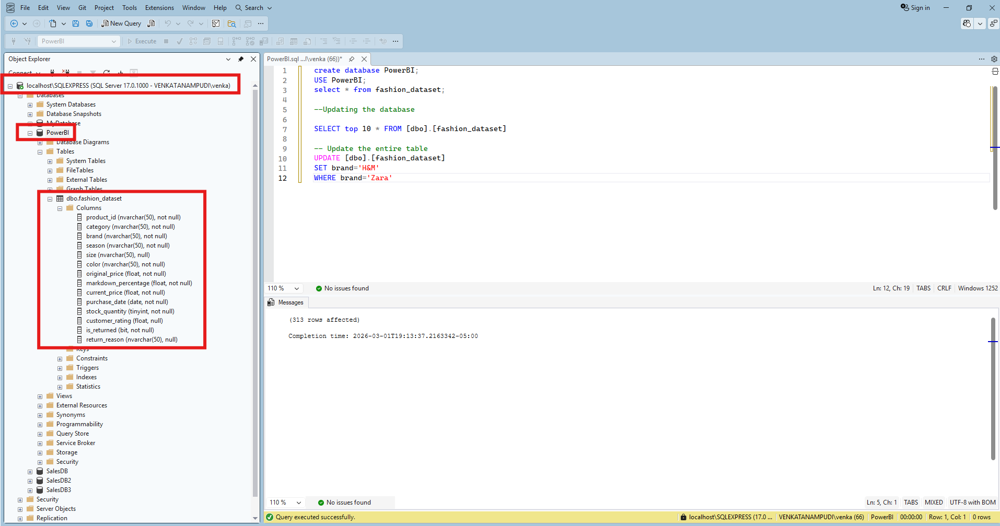 File Edit View Git Project Tools Extensions Window Help Search Sign in
New Query
PowerBI Execute
Object Explorer
Connect
localhost\SQLEXPRESS (SQL Server 17.0.1000 - VENKATANAMPUDI\venka)
Databases
System Databases
Database Snapshots
MyDatabase
PowerBI
Database Diagrams
Tables
System Tables
FileTables
External Tables
Graph Tables
dbo.fashion_dataset
Columns
product_id (nvarchar(50), not null)
category (nvarchar(50), not null)
brand (nvarchar(50), not null)
season (nvarchar(50), not null)
size (nvarchar(50), null)
color (nvarchar(50), not null)
original_price (float, not null)
markdown_percentage (float, not null)
current_price (float, not null)
purchase_date (date, not null)
stock_quantity (tinyint, not null)
customer_rating (float, null)
is_returned (bit, not null)
return_reason (nvarchar(50), null)
Keys
Constraints
Triggers
Indexes
Statistics
Views
External Resources
Synonyms
Programmability
Query Store
Service Broker
Storage
Security
SalesDB
SalesDB2
SalesDB3
Security
Server Objects
Replication
PowerBI.sql ...I\venka (66))*
1 create database PowerBI;
2 USE PowerBI;
3 select * from fashion_dataset;
4
5 --Updating the database
6
7 SELECT top 10 * FROM [dbo].[fashion_dataset]
8
9 -- Update the entire table
10 UPDATE [dbo].[fashion_dataset]
11 SET brand='H&M'
12 WHERE brand='Zara'
110 % No issues found Ln: 12, Ch: 19 TABS CRLF Windows 1252
Messages
(313 rows affected)
Completion time: 2026-03-01T19:13:37.2163342-05:00
110 % No issues found Ln: 5, Ch: 1 TABS MIXED UTF-8 with BOM
Query executed successfully. localhost\SQLEXPRESS (17.0 ... VENKATANAMPUDI\venka (66) PowerBI 00:00:00 Row: 1, Col: 1 0 rows